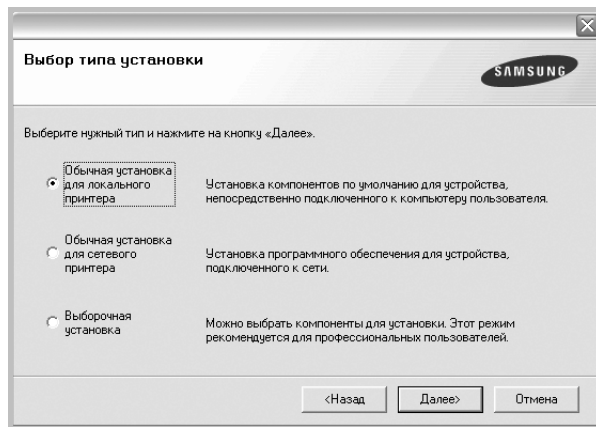 Выбор типа установки
SAMSUNG
Выберите нужный тип и нажмите на кнопку «Далее».
Обычная установка
для локального
принтера
Установка компонентов по умолчанию для устройства,
непосредственно подключенного к компьютеру пользователя.
Обычная установка
для сетевого
принтера
Установка программного обеспечения для устройства,
подключенного к сети.
Выборочная
установка
Можно выбрать компоненты для установки. Этот режим
рекомендуется для профессиональных пользователей.
<Назад
Далее>
Отмена